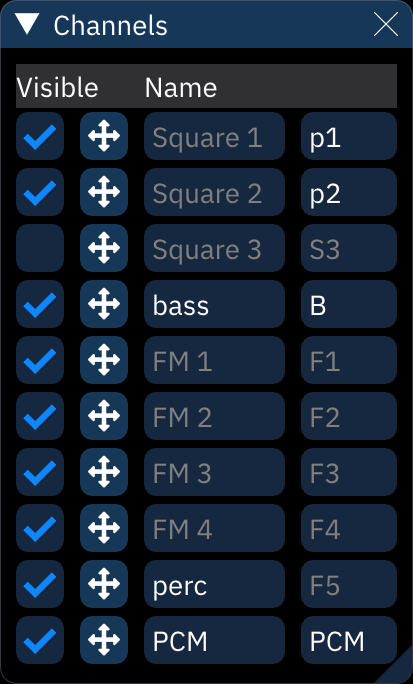 Channels
Visible Name
Square 1 p1
Square 2 p2
Square 3 S3
bass B
FM 1 F1
FM 2 F2
FM 3 F3
FM 4 F4
perc F5
PCM PCM